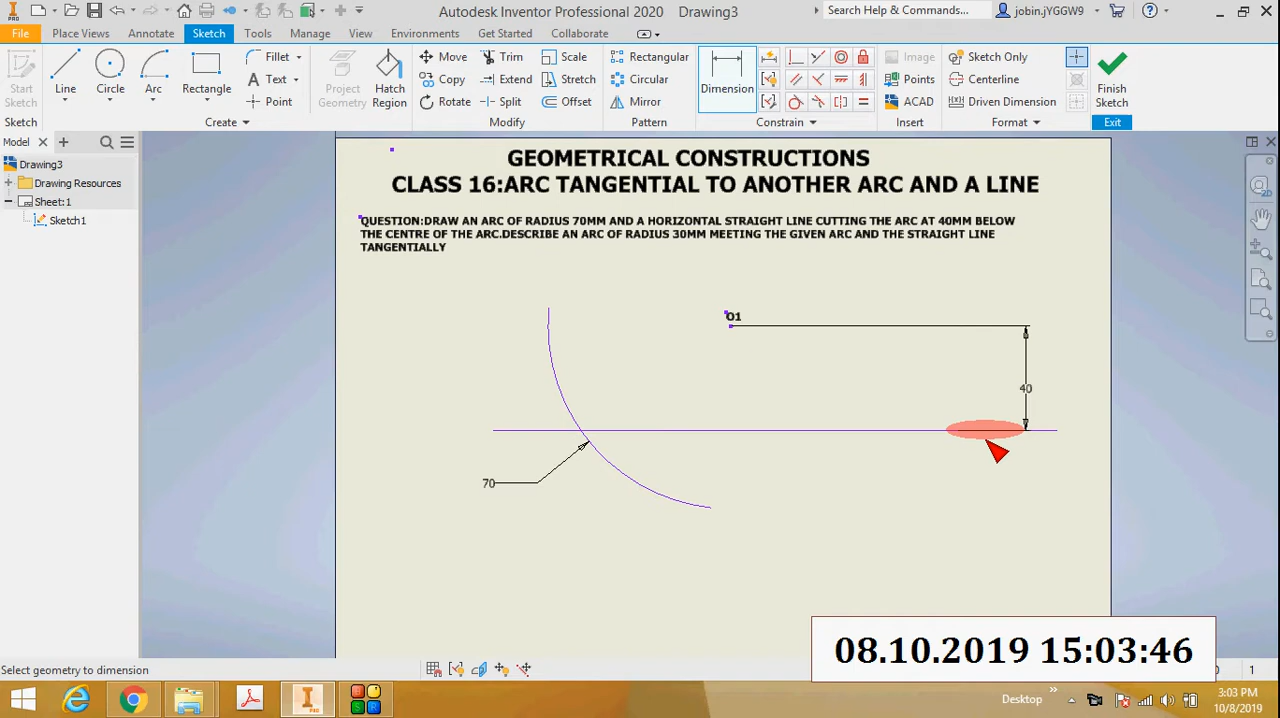 Autodesk Inventor Professional 2020 Drawing3
Search Help & Commands...
jobin.jYGGW9
File Place Views Annotate Sketch Tools Manage View Environments Get Started Collaborate
Start Sketch
Line
Circle
Arc
Rectangle
Fillet
Text
Point
Project Geometry
Hatch Region
Move
Copy
Rotate
Trim
Extend
Split
Scale
Stretch
Offset
Rectangular
Circular
Mirror
Dimension
Image
Points
ACAD
Sketch Only
Centerline
Driven Dimension
Finish Sketch
Sketch Create Modify Pattern Constrain Insert Format Exit
Model
Drawing3
Drawing Resources
Sheet:1
Sketch1
GEOMETRICAL CONSTRUCTIONS
CLASS 16:ARC TANGENTIAL TO ANOTHER ARC AND A LINE
QUESTION:DRAW AN ARC OF RADIUS 70MM AND A HORIZONTAL STRAIGHT LINE CUTTING THE ARC AT 40MM BELOW
THE CENTRE OF THE ARC.DESCRIBE AN ARC OF RADIUS 30MM MEETING THE GIVEN ARC AND THE STRAIGHT LINE
TANGENTIALLY
O1
40
70
08.10.2019 15:03:46
Select geometry to dimension
1
Desktop
3:03 PM
10/8/2019